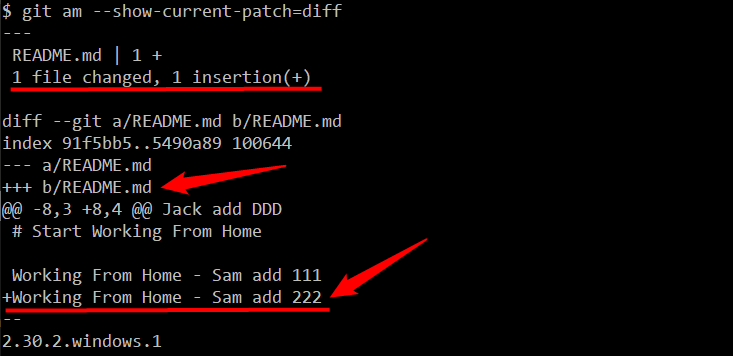 $ git am --show-current-patch=diff
---
 README.md | 1 +
 1 file changed, 1 insertion(+)

diff --git a/README.md b/README.md
index 91f5bb5..5490a89 100644
--- a/README.md
+++ b/README.md
@@ -8,3 +8,4 @@ Jack add DDD
 # Start Working From Home

 Working From Home - Sam add 111
+Working From Home - Sam add 222
--
2.30.2.windows.1